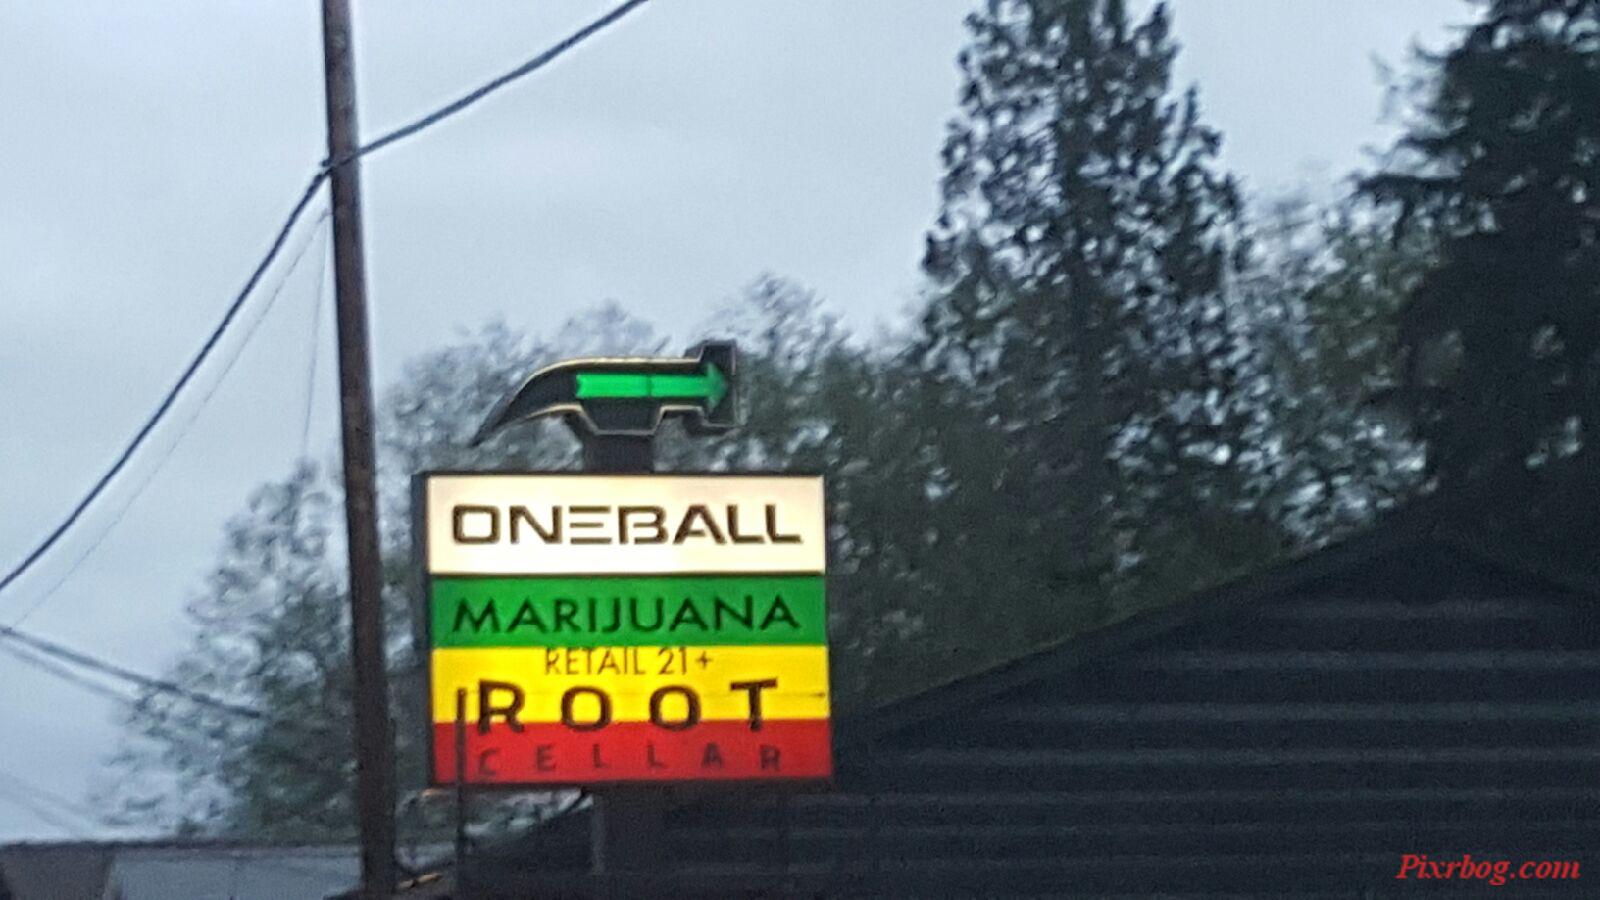 ONEBALL
MARIJUANA
RETAIL 21+
ROOT
CELLAR
Pixrbog.com